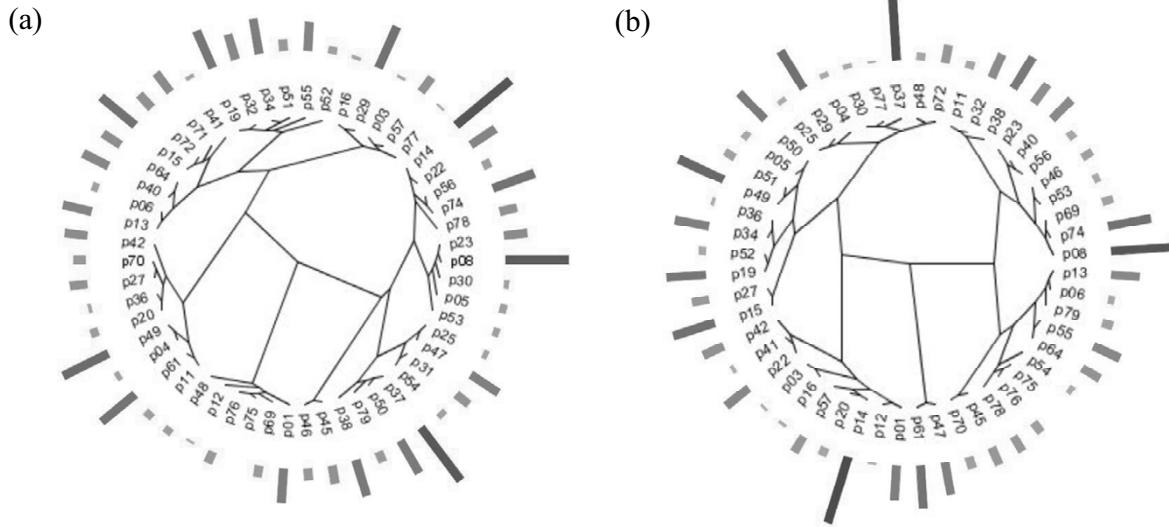 (a)
p55
p52
p16
p29
p03
p57
p77
p14
p22
p56
p74
p78
p23
p08
p30
p05
p53
p25
p47
p31
p54
p37
p50
p79
p38
p45
p46
p01
p69
p75
p76
p12
p48
p11
p61
p04
p49
p20
p36
p27
p70
p42
p13
p06
p40
p64
p15
p72
p71
p41
p19
p32
p34
p51
(b)
p48
p72
p11
p32
p38
p23
p40
p56
p46
p53
p69
p74
p08
p13
p06
p79
p55
p64
p54
p75
p76
p78
p45
p70
p47
p61
p01
p12
p14
p20
p57
p16
p03
p22
p41
p42
p15
p27
p19
p52
p34
p36
p49
p51
p05
p50
p25
p29
p04
p30
p77
p37